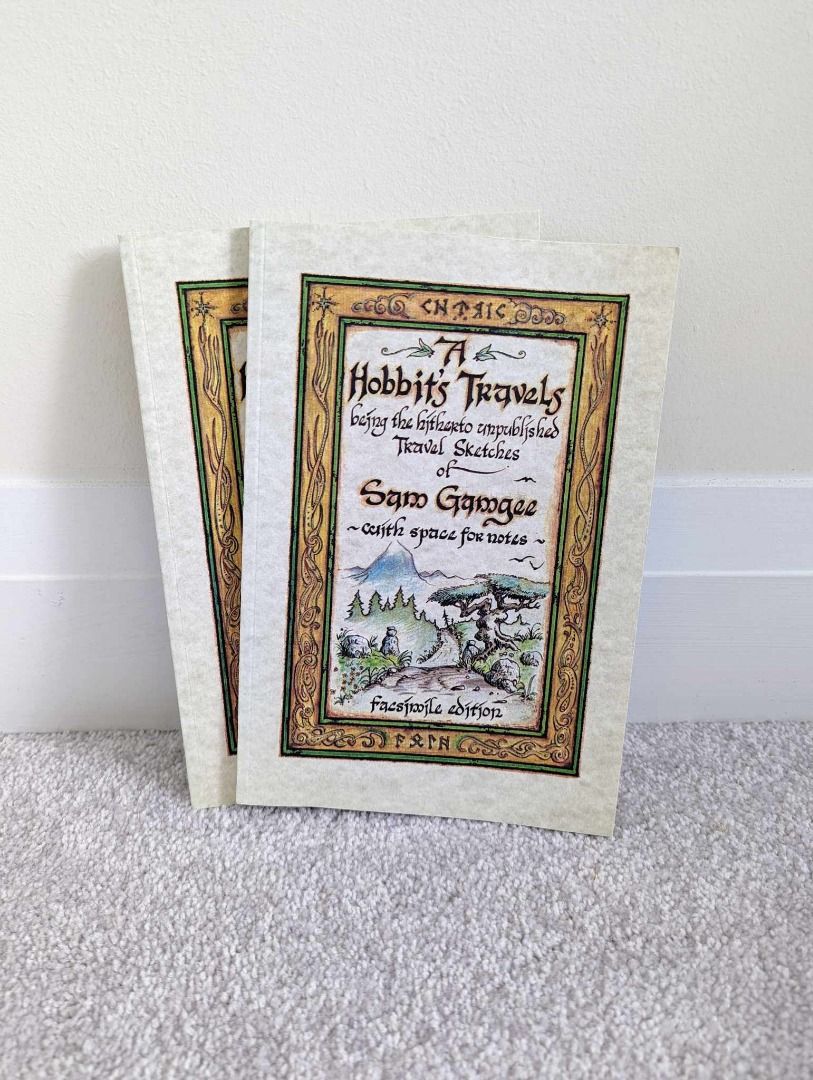 A
Hobbit's Travels
being the hitherto unpublished
Travel Sketches
of
Sam Gamgee
~ with space for notes ~
facsimile edition